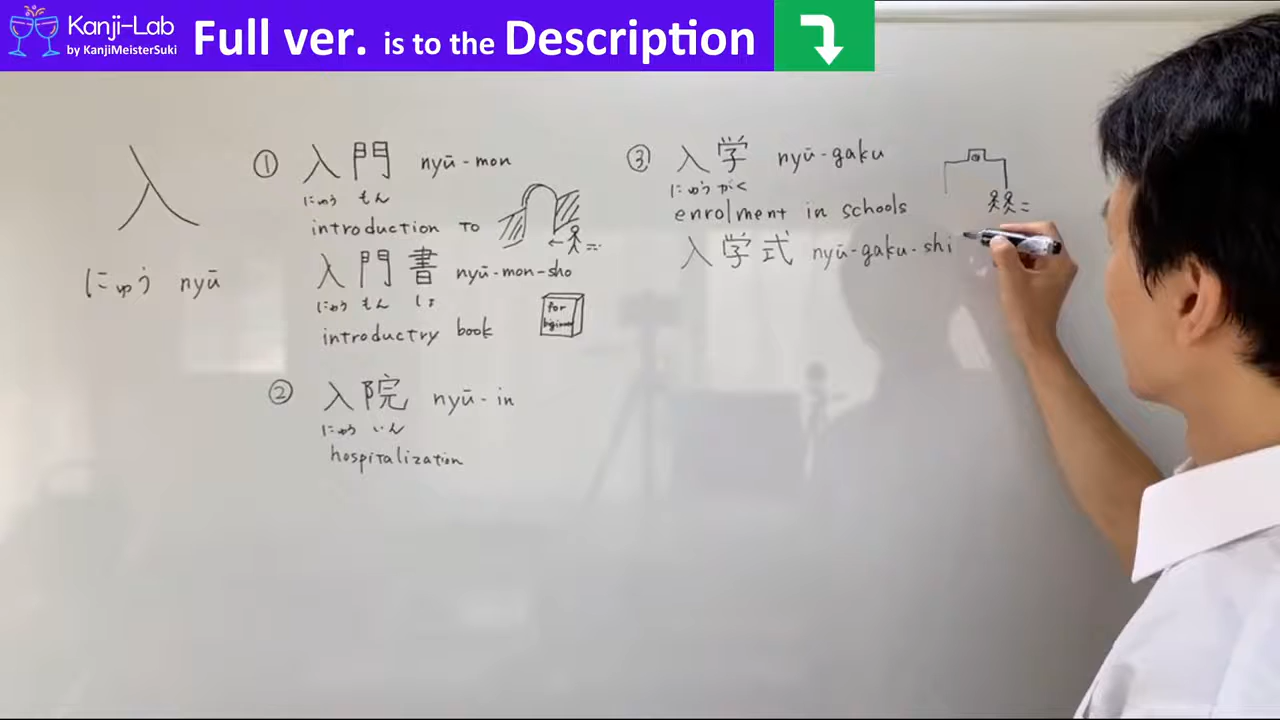 Kanji-Lab
by KanjiMeisterSuki
Full ver. is to the Description
入
にゅう nyū
① 入門 nyū-mon
にゅう もん
introduction to
入門書 nyū-mon-sho
にゅう もん しょ
introductry book
for
② 入院 nyū-in
にゅう いん
hospitalization
③ 入学 nyū-gaku
にゅう がく
enrolment in schools
入学式 nyū-gaku-shi